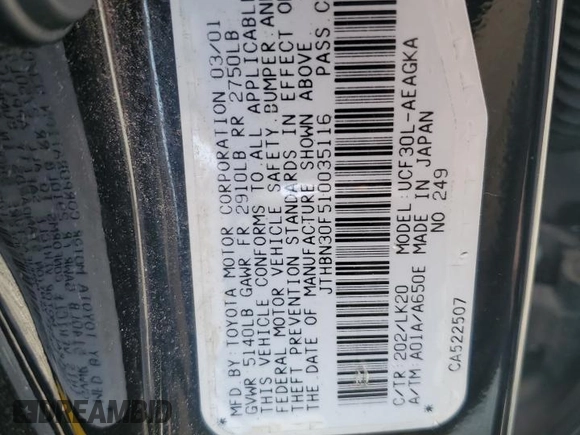 MFD.BY:TOYOTA MOTOR CORPORATION 03/01
GVWR 5140LB GAWR FR 2910LB RR 2750LB
THIS VEHICLE CONFORMS TO ALL APPLICABL
FEDERAL MOTOR VEHICLE SAFETY, BUMPER AND
THEFT PREVENTION STANDARDS IN EFFECT O
THE DATE OF MANUFACTURE SHOWN ABOVE.
JTHBN30F510035116 PASS C
C/TR:202/LK20 MODEL:UCF30L-AEAGKA
A/TM A01A/A650E MADE IN JAPAN
* NO 249
CA522507
DREAMBID